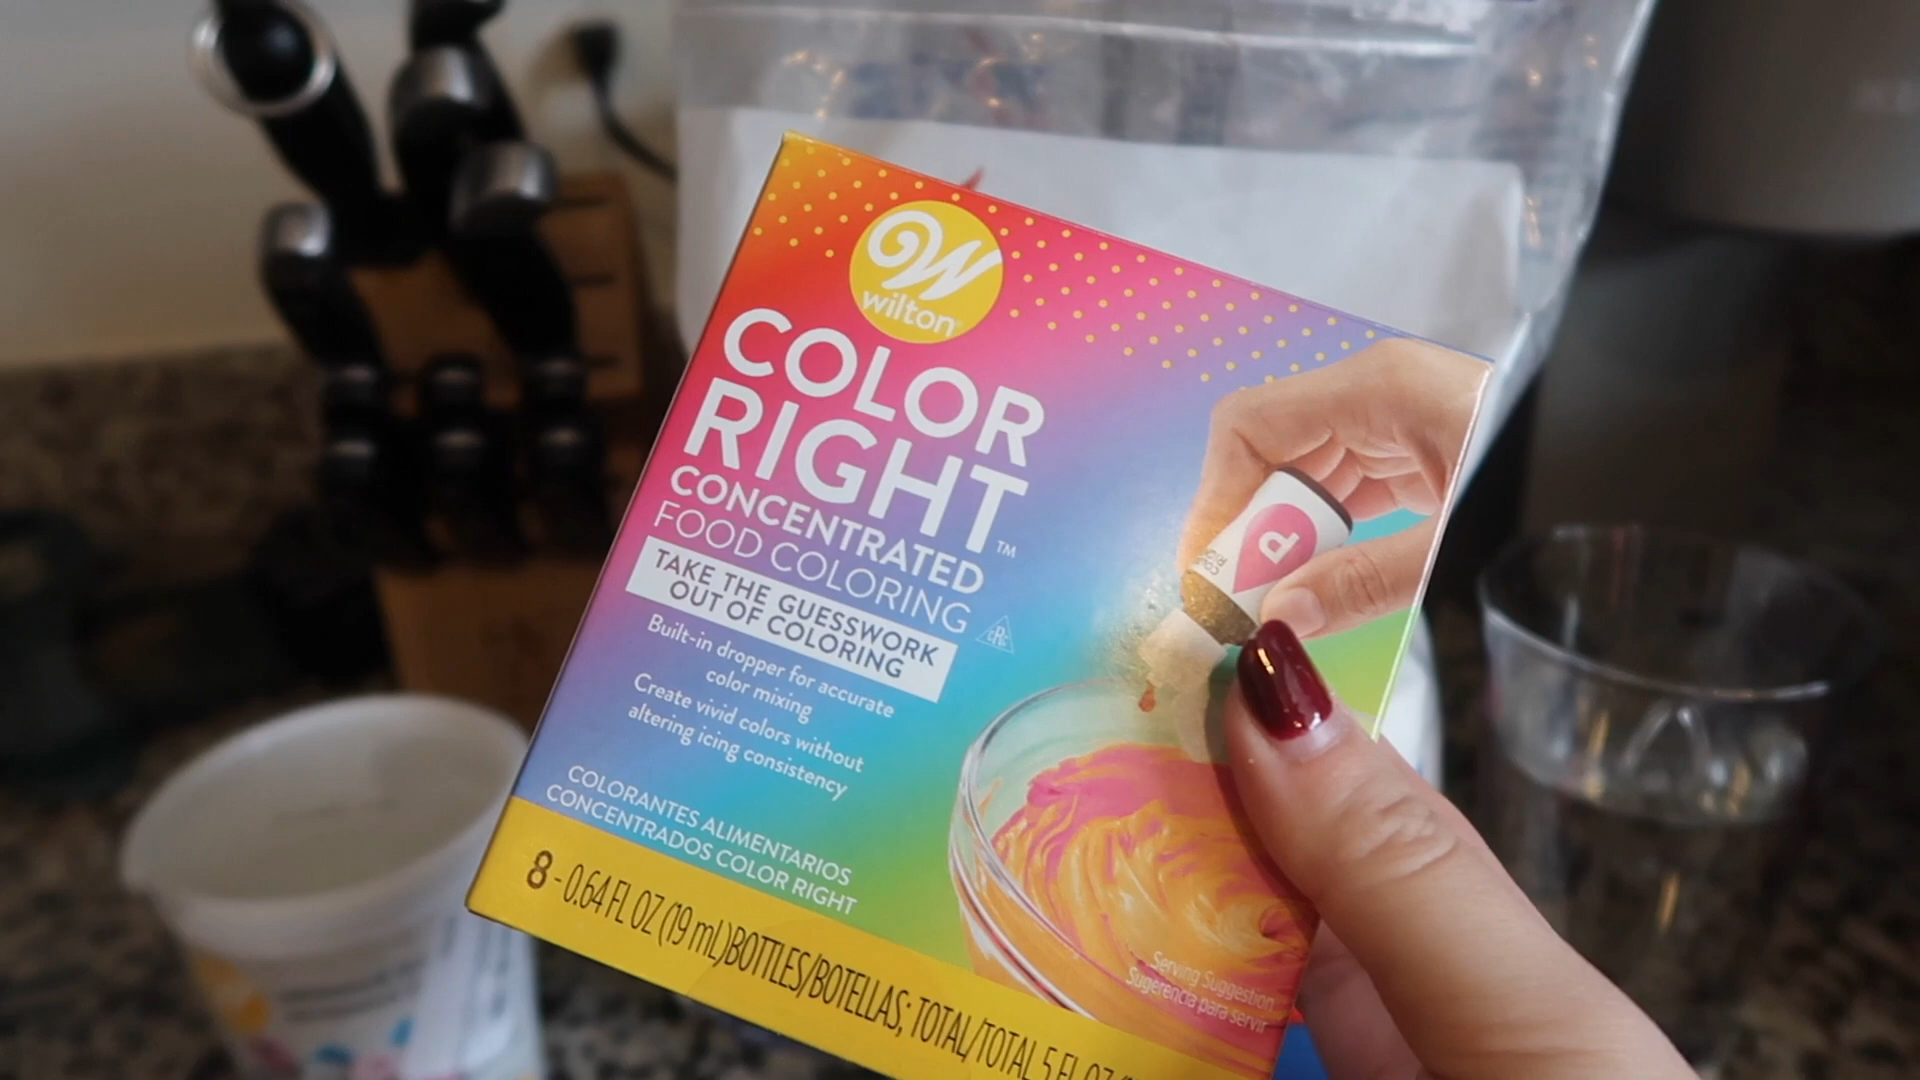 wilton
COLOR
RIGHT™
CONCENTRATED
FOOD COLORING
TAKE THE GUESSWORK
OUT OF COLORING
Built-in dropper for accurate
color mixing
Create vivid colors without
altering icing consistency
COLORANTES ALIMENTARIOS
CONCENTRADOS COLOR RIGHT
8 - 0.64 FL OZ (19 mL) BOTTLES/BOTELLAS; TOTAL/TOTAL 5 FL OZ
P
Serving Suggestion
Sugerencia para servir